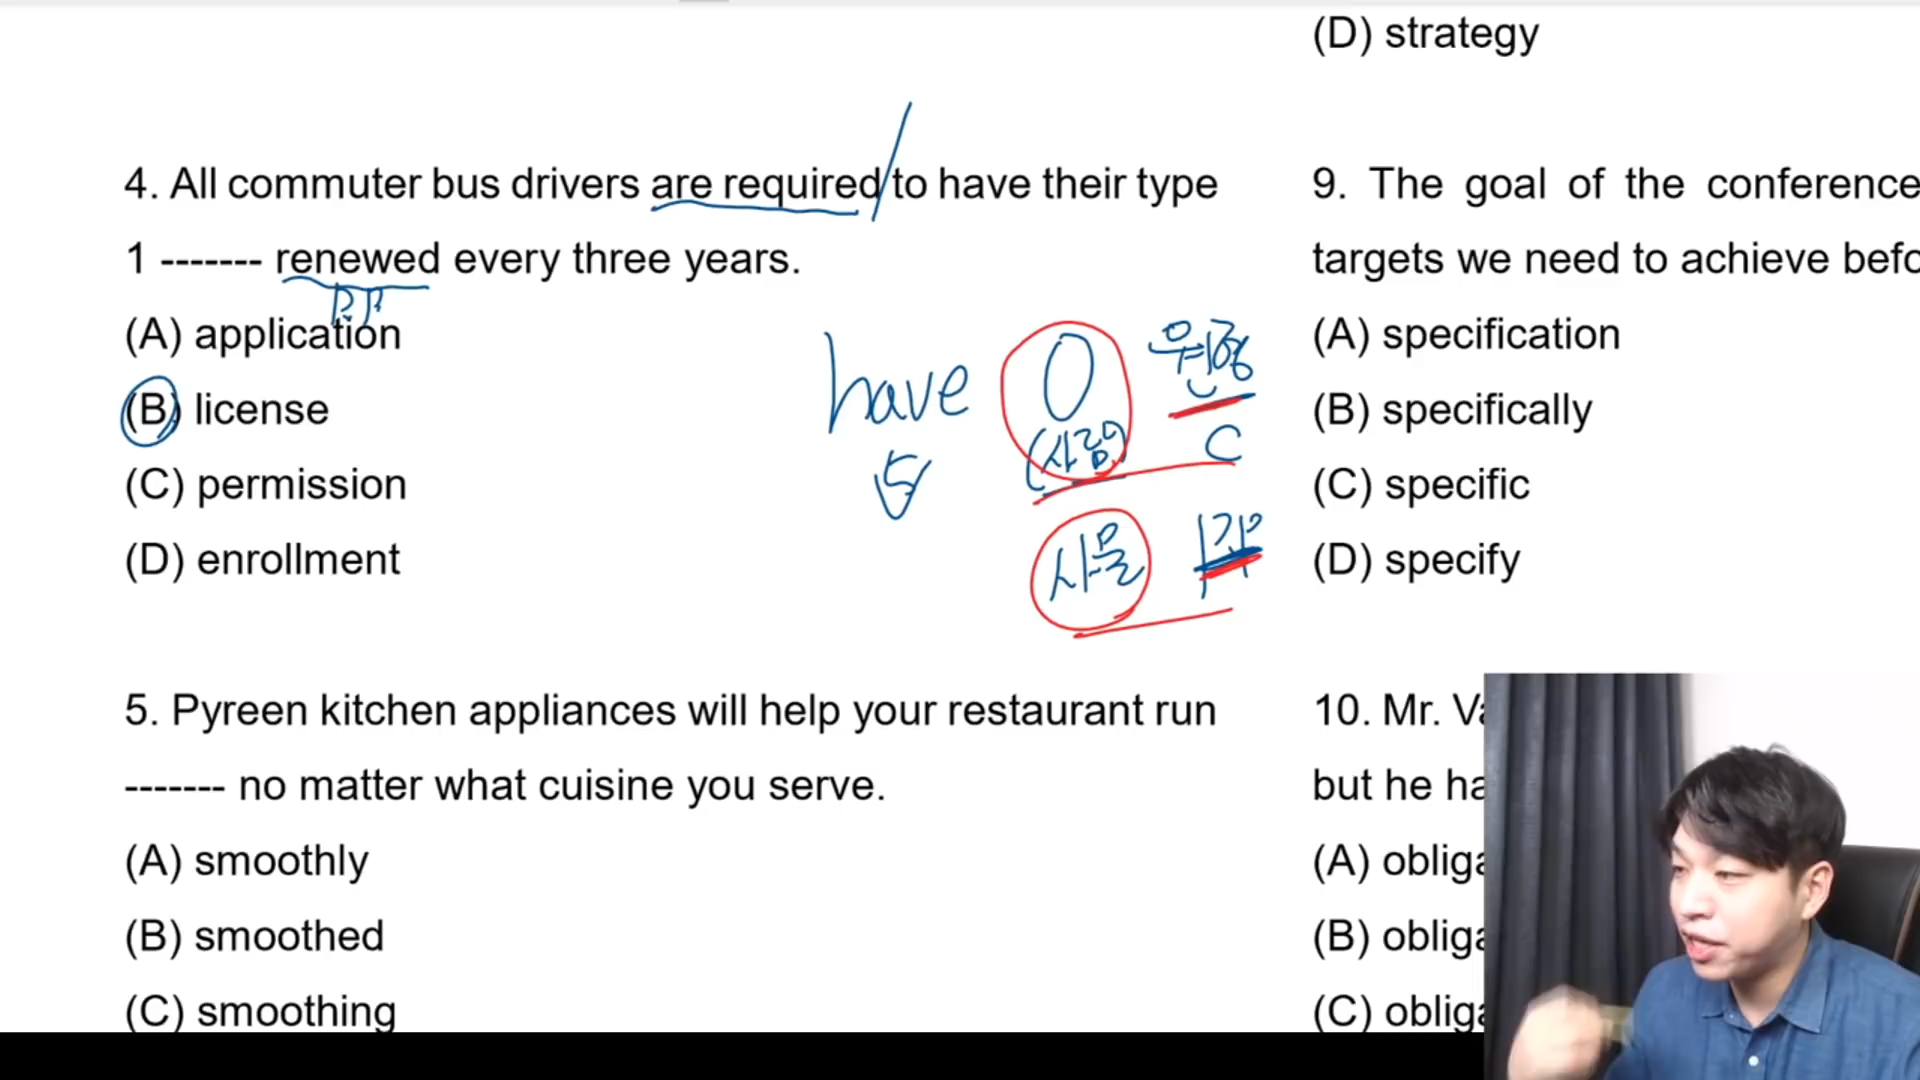 4. All commuter bus drivers are required to have their type
1 ------- renewed every three years.
p.p.
(A) application
(B) license
(C) permission
(D) enrollment
have O 원형
5 (사람) C
사물 p.p
5. Pyreen kitchen appliances will help your restaurant run
------- no matter what cuisine you serve.
(A) smoothly
(B) smoothed
(C) smoothing
(D) strategy
9. The goal of the conference
targets we need to achieve befo
(A) specification
(B) specifically
(C) specific
(D) specify
10. Mr. Va
but he ha
(A) obliga
(B) obliga
(C) obliga